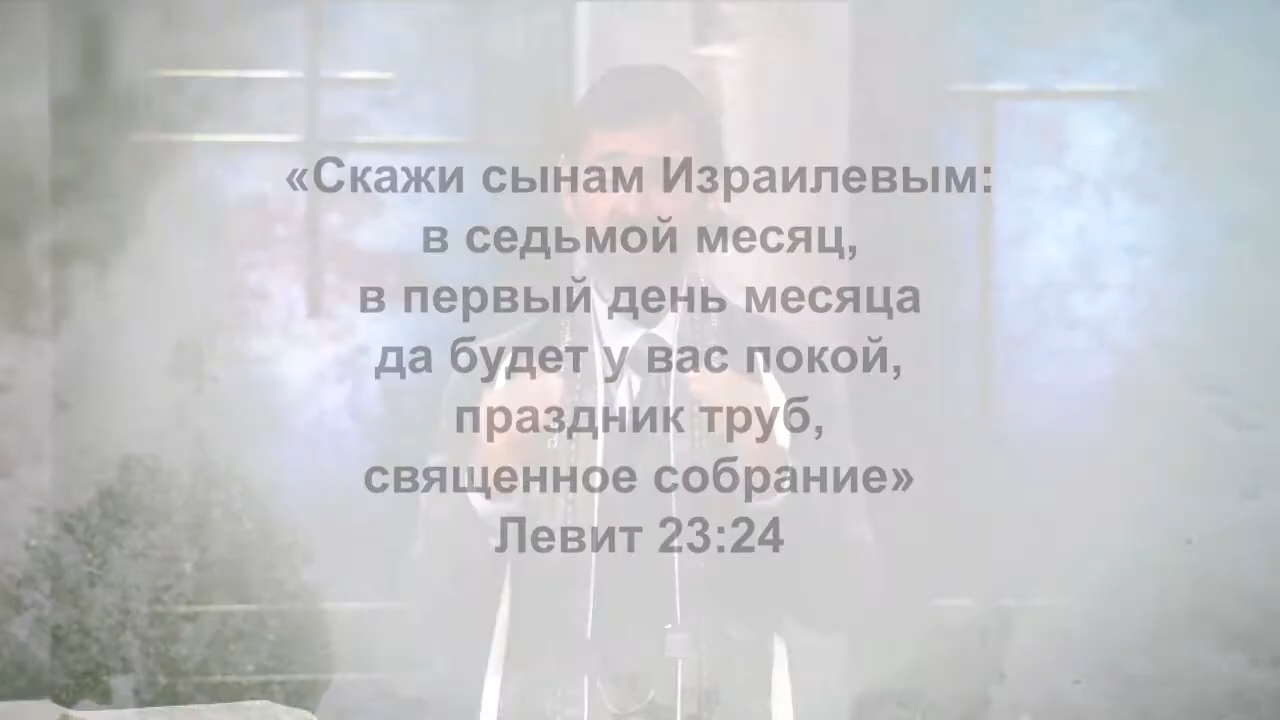 «Скажи сынам Израилевым:
в седьмой месяц,
в первый день месяца
да будет у вас покой,
праздник труб,
священное собрание»
Левит 23:24